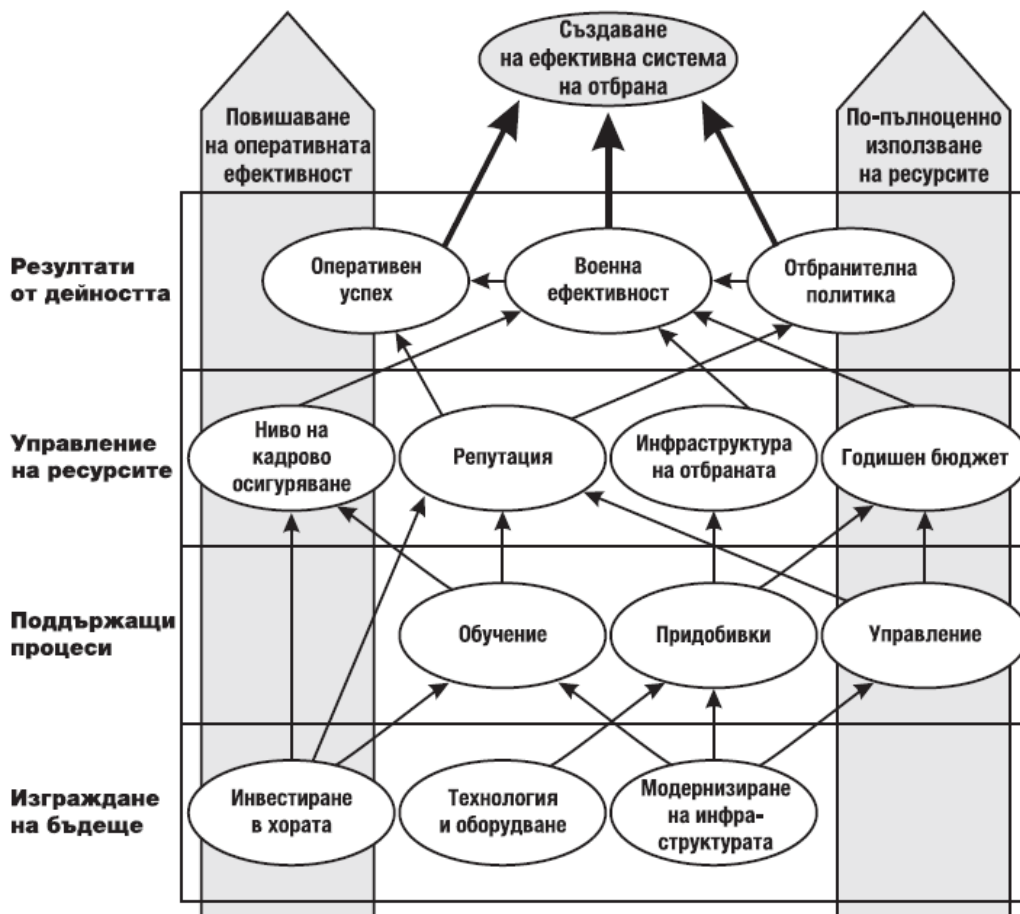 Създаване
на ефективна система
на отбрана
Повишаване
на оперативната
ефективност
По-пълноценно
използване
на ресурсите
Резултати
от дейността
Оперативен
успех
Военна
ефективност
Отбранителна
политика
Управление
на ресурсите
Ниво на
кадрово
осигуряване
Репутация
Инфраструктура
на отбраната
Годишен бюджет
Поддържащи
процеси
Обучение
Придобивки
Управление
Изграждане
на бъдеще
Инвестиране
в хората
Технология
и оборудване
Модернизиране
на инфра-
структурата